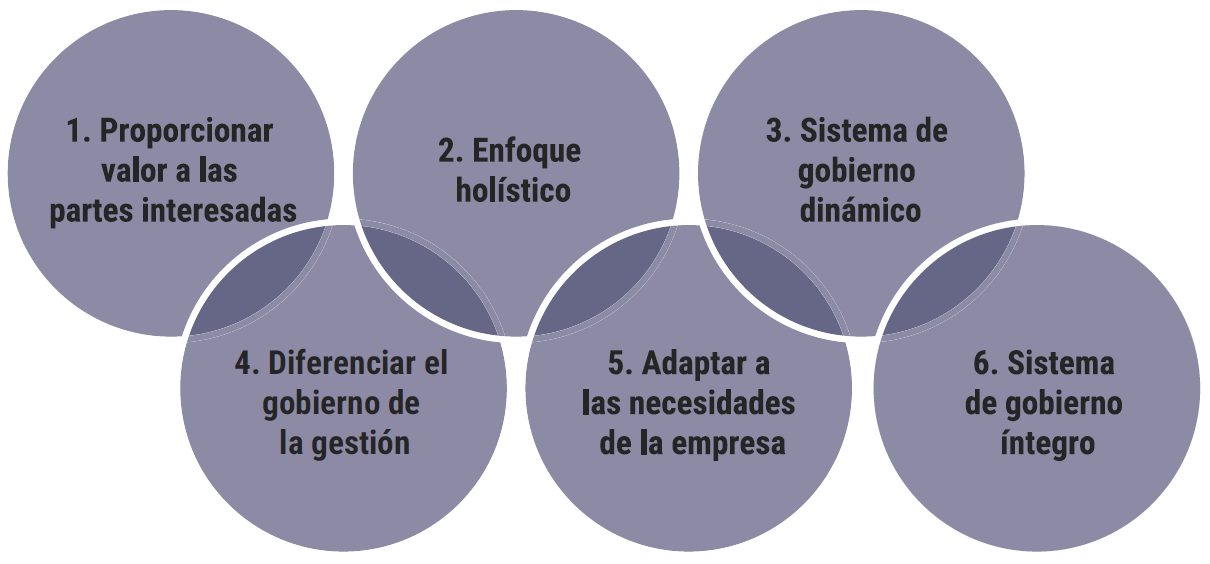 1. Proporcionar
valor a las
partes interesadas
2. Enfoque
holístico
3. Sistema de
gobierno
dinámico
4. Diferenciar el
gobierno de
la gestión
5. Adaptar a
las necesidades
de la empresa
6. Sistema
de gobierno
íntegro